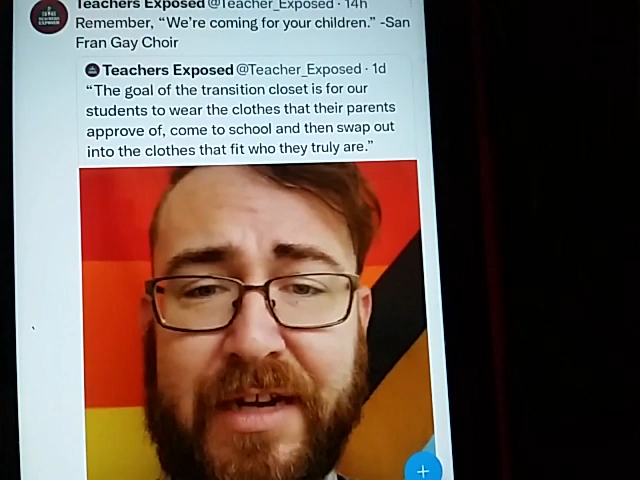 Teachers Exposed @Teacher_Exposed · 14h
Remember, “We're coming for your children.” -San
Fran Gay Choir
Teachers Exposed @Teacher_Exposed · 1d
“The goal of the transition closet is for our
students to wear the clothes that their parents
approve of, come to school and then swap out
into the clothes that fit who they truly are.”